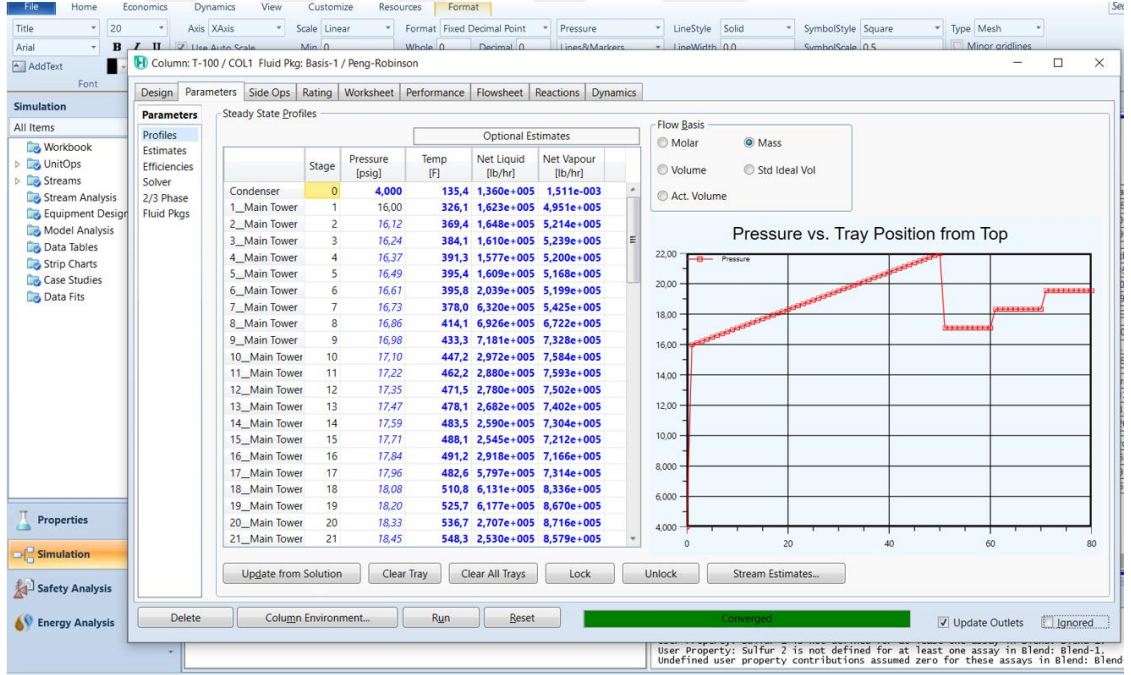 File Home Economics Dynamics View Customize Resources Format
Title 20 Axis XAxis Scale Linear Format Fixed Decimal Point Pressure LineStyle Solid SymbolStyle Square Type Mesh
Arial B I U Use Auto Scale Min 0 Whole 0 Decimal 0 Lines&Markers LineWidth 0.0 SymbolScale 0.5 Minor gridlines
AddText
Font
Column: T-100 / COL1 Fluid Pkg: Basis-1 / Peng-Robinson
Design Parameters Side Ops Rating Worksheet Performance Flowsheet Reactions Dynamics
Simulation
All Items
Workbook
UnitOps
Streams
Stream Analysis
Equipment Design
Model Analysis
Data Tables
Strip Charts
Case Studies
Data Fits
Properties
Simulation
Safety Analysis
Energy Analysis
Parameters
Profiles
Estimates
Efficiencies
Solver
2/3 Phase
Fluid Pkgs
Steady State Profiles
Optional Estimates
Stage Pressure [psig] Temp [F] Net Liquid [lb/hr] Net Vapour [lb/hr]
Condenser 0 4,000 135,4 1,360e+005 1,511e-003
1__Main Tower 1 16,00 326,1 1,623e+005 4,951e+005
2__Main Tower 2 16,12 369,4 1,648e+005 5,214e+005
3__Main Tower 3 16,24 384,1 1,610e+005 5,239e+005
4__Main Tower 4 16,37 391,3 1,577e+005 5,200e+005
5__Main Tower 5 16,49 395,4 1,609e+005 5,168e+005
6__Main Tower 6 16,61 395,8 2,039e+005 5,199e+005
7__Main Tower 7 16,73 378,0 6,320e+005 5,425e+005
8__Main Tower 8 16,86 414,1 6,926e+005 6,722e+005
9__Main Tower 9 16,98 433,3 7,181e+005 7,328e+005
10__Main Tower 10 17,10 447,2 2,972e+005 7,584e+005
11__Main Tower 11 17,22 462,2 2,880e+005 7,593e+005
12__Main Tower 12 17,35 471,5 2,780e+005 7,502e+005
13__Main Tower 13 17,47 478,1 2,682e+005 7,402e+005
14__Main Tower 14 17,59 483,5 2,590e+005 7,304e+005
15__Main Tower 15 17,71 488,1 2,545e+005 7,212e+005
16__Main Tower 16 17,84 491,2 2,918e+005 7,166e+005
17__Main Tower 17 17,96 482,6 5,797e+005 7,314e+005
18__Main Tower 18 18,08 510,8 6,131e+005 8,336e+005
19__Main Tower 19 18,20 525,7 6,177e+005 8,670e+005
20__Main Tower 20 18,33 536,7 2,707e+005 8,716e+005
21__Main Tower 21 18,45 548,3 2,530e+005 8,579e+005
Flow Basis
Molar Mass
Volume Std Ideal Vol
Act. Volume
Pressure vs. Tray Position from Top
Pressure
22,00
20,00
18,00
16,00
14,00
12,00
10,00
8,000
6,000
4,000
0 20 40 60 80
Update from Solution Clear Tray Clear All Trays Lock Unlock Stream Estimates...
Delete Column Environment... Run Reset Converged Update Outlets Ignored
User Property: Sulfur 2 is not defined for at least one assay in Blend: Blend-1.
Undefined user property contributions assumed zero for these assays in Blend: Blend-